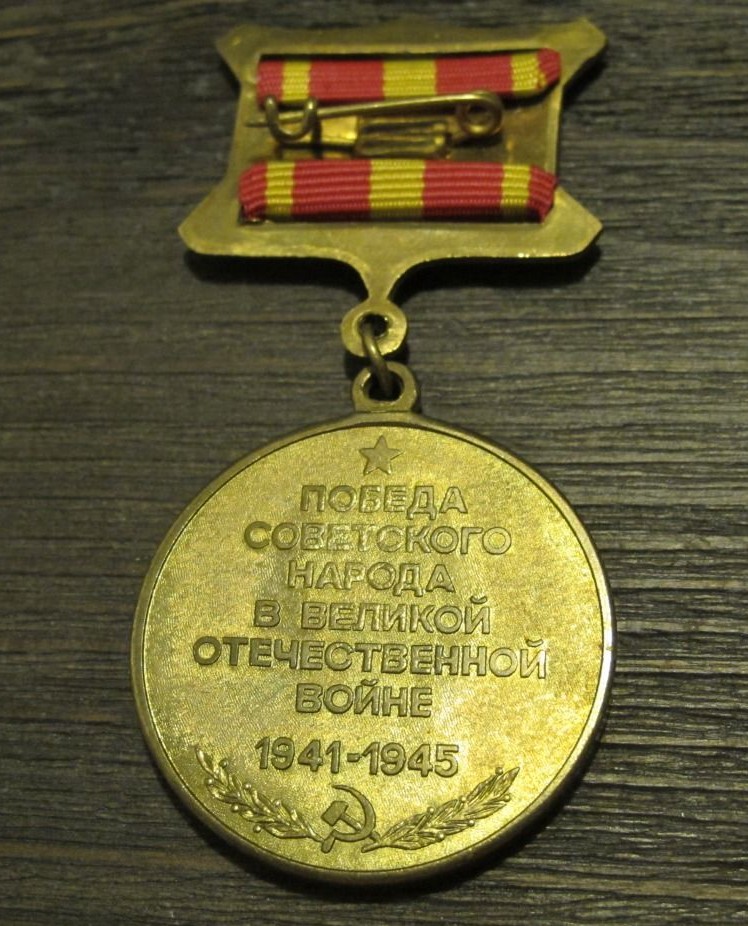 ПОБЕДА
СОВЕТСКОГО
НАРОДА
В ВЕЛИКОЙ
ОТЕЧЕСТВЕННОЙ
ВОЙНЕ
1941-1945